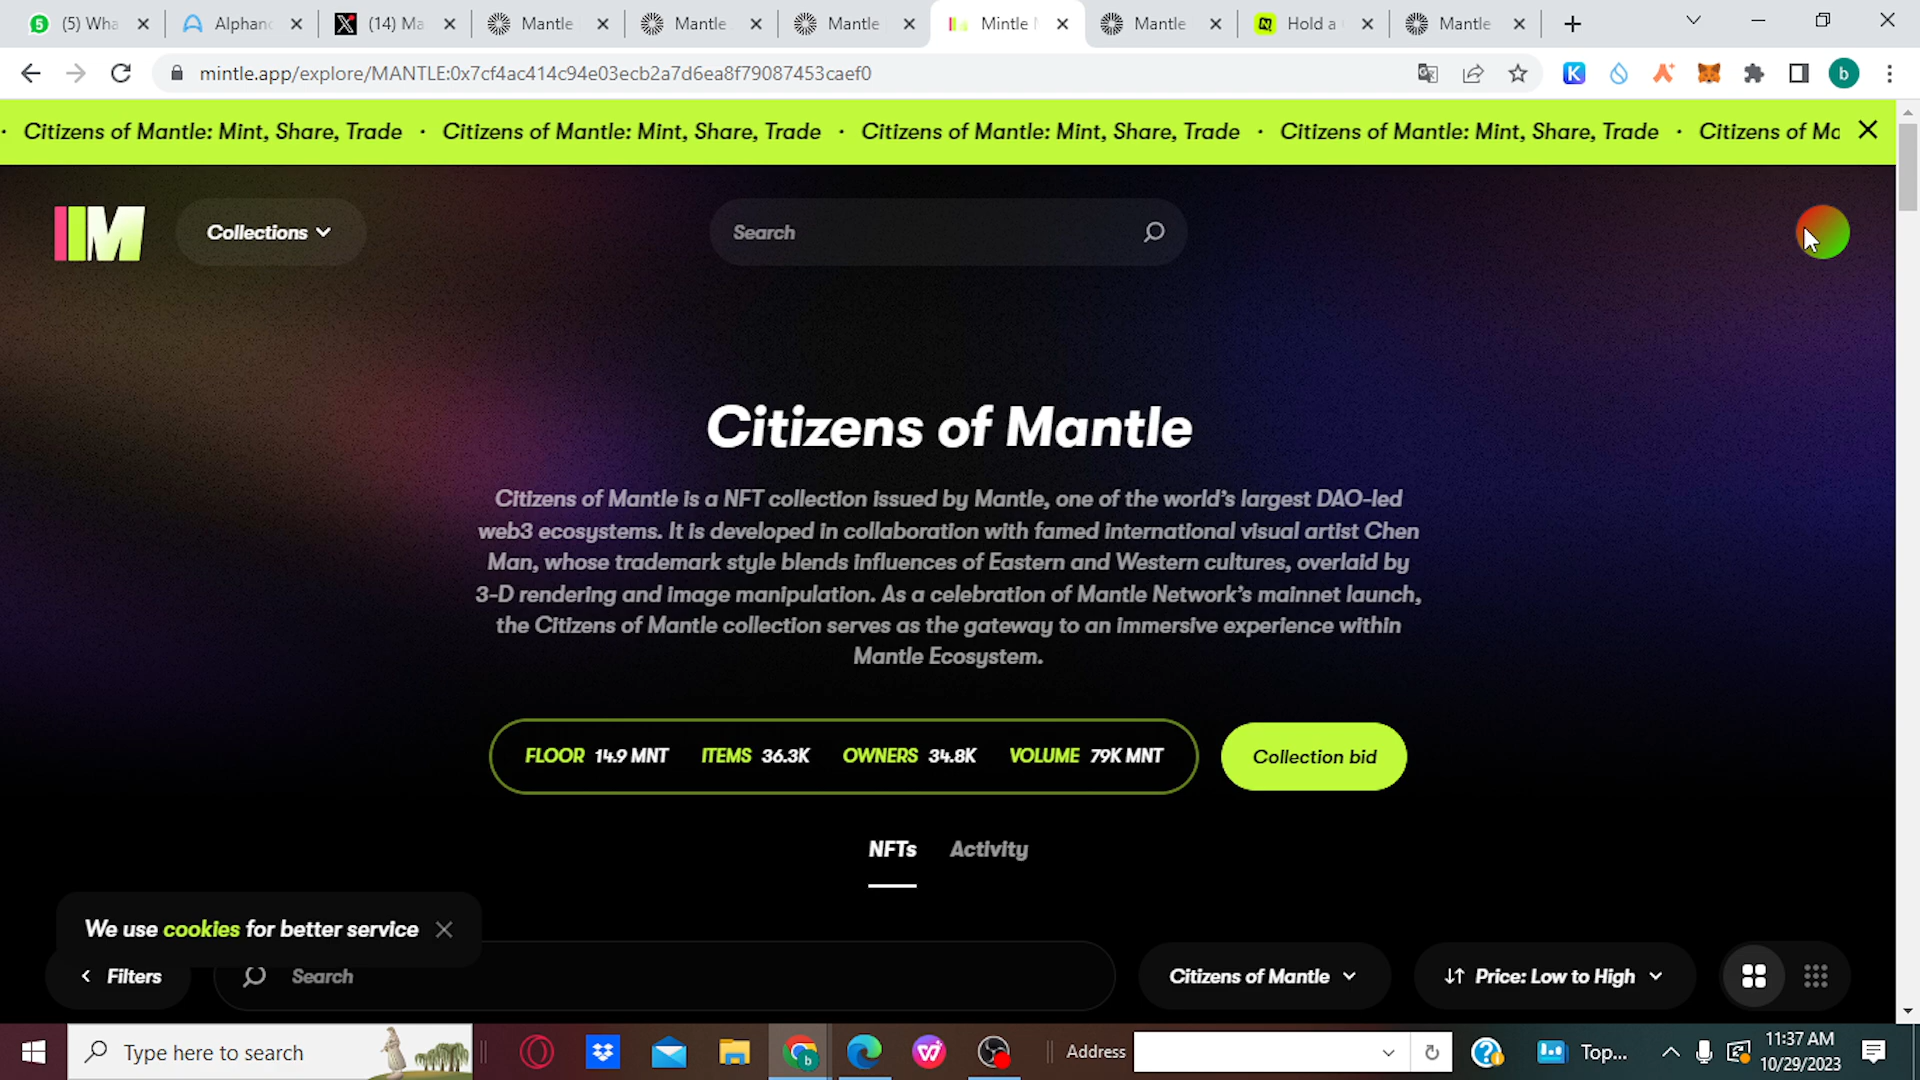 (5) Wha
Alphanc
(14) Ma
Mantle
Mantle
Mantle
Mintle
Mantle
Hold a
Mantle
mintle.app/explore/MANTLE:0x7cf4ac414c94e03ecb2a7d6ea8f79087453caef0
· Citizens of Mantle: Mint, Share, Trade · Citizens of Mantle: Mint, Share, Trade · Citizens of Mantle: Mint, Share, Trade · Citizens of Mantle: Mint, Share, Trade · Citizens of Ma
M
Collections
Search
Citizens of Mantle
Citizens of Mantle is a NFT collection issued by Mantle, one of the world's largest DAO-led
web3 ecosystems. It is developed in collaboration with famed international visual artist Chen
Man, whose trademark style blends influences of Eastern and Western cultures, overlaid by
3-D rendering and image manipulation. As a celebration of Mantle Network's mainnet launch,
the Citizens of Mantle collection serves as the gateway to an immersive experience within
Mantle Ecosystem.
FLOOR 14.9 MNT ITEMS 36.3K OWNERS 34.8K VOLUME 79K MNT
Collection bid
NFTs
Activity
We use cookies for better service
Filters
Search
Citizens of Mantle
Price: Low to High
Type here to search
Address
Top...
11:37 AM
10/29/2023